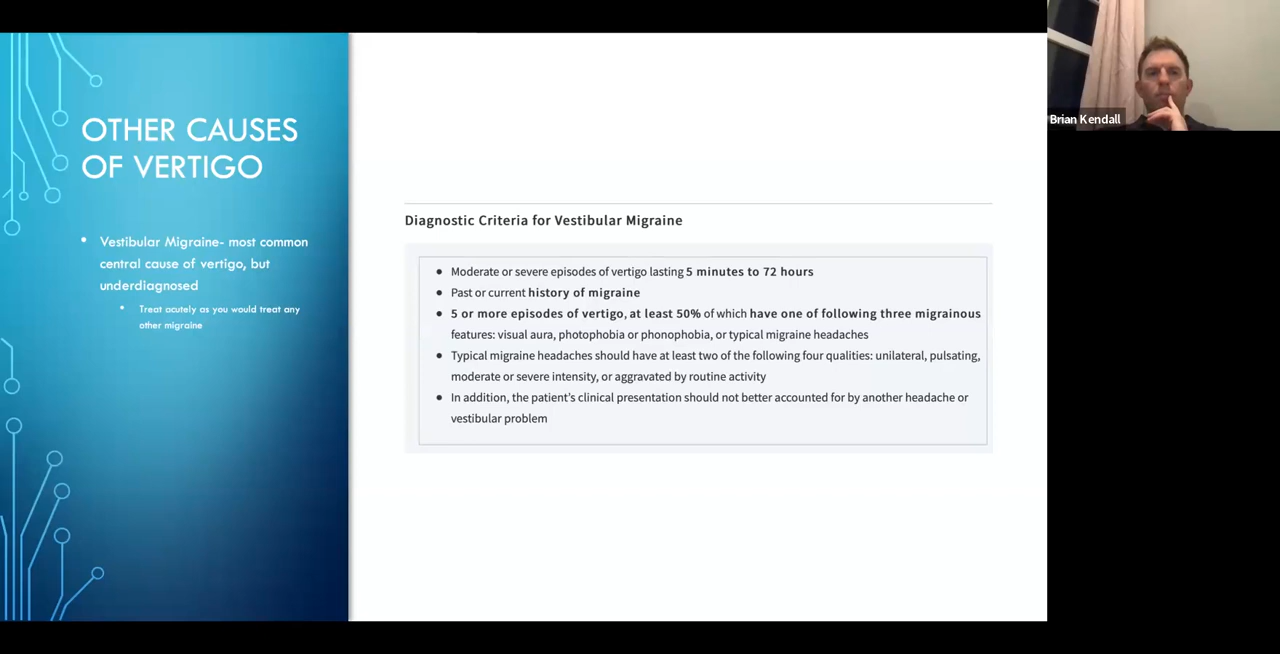 OTHER CAUSES
OF VERTIGO
• Vestibular Migraine- most common
central cause of vertigo, but
underdiagnosed
• Treat acutely as you would treat any
other migraine
Diagnostic Criteria for Vestibular Migraine
• Moderate or severe episodes of vertigo lasting 5 minutes to 72 hours
• Past or current history of migraine
• 5 or more episodes of vertigo, at least 50% of which have one of following three migrainous
features: visual aura, photophobia or phonophobia, or typical migraine headaches
• Typical migraine headaches should have at least two of the following four qualities: unilateral, pulsating,
moderate or severe intensity, or aggravated by routine activity
• In addition, the patient's clinical presentation should not better accounted for by another headache or
vestibular problem
Brian Kendall